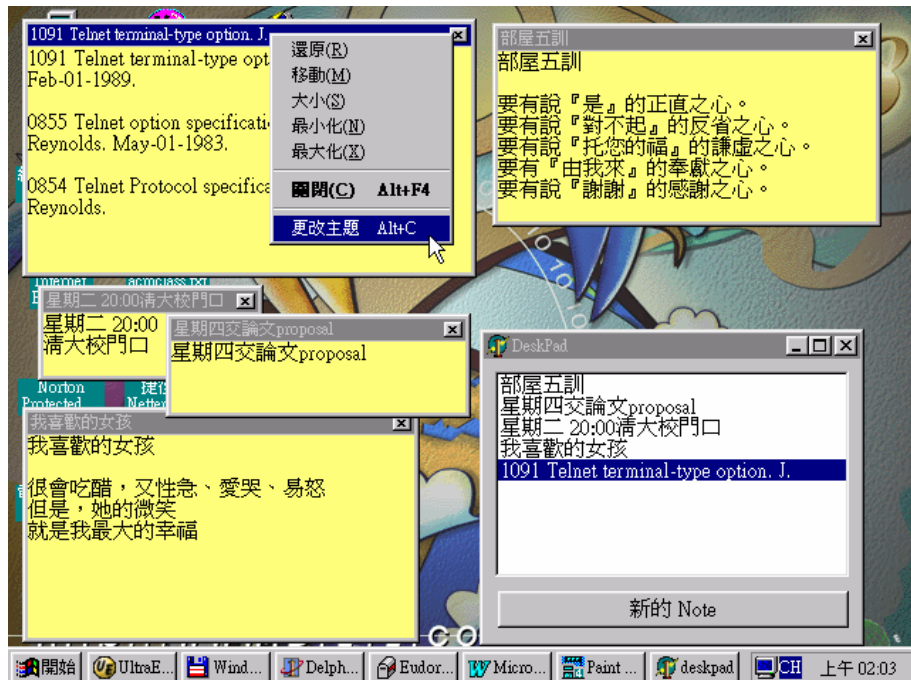 1091 Telnet terminal-type option. J.
1091 Telnet terminal-type opt
Feb-01-1989.
0855 Telnet option specificati
Reynolds. May-01-1983.
0854 Telnet Protocol specifica
Reynolds.
還原(R)
移動(M)
大小(S)
最小化(N)
最大化(X)
關閉(C) Alt+F4
更改主題 Alt+C
部屋五訓
部屋五訓
要有說『是』的正直之心。
要有說『對不起』的反省之心。
要有說『托您的福』的謙虛之心。
要有『由我來』的奉獻之心。
要有說『謝謝』的感謝之心。
Internet
acmclass.txt
星期二 20:00清大校門口
星期二 20:00
清大校門口
星期四交論文proposal
星期四交論文proposal
Norton
Protected
我喜歡的女孩
我喜歡的女孩
很會吃醋，又性急、愛哭、易怒
但是，她的微笑
就是我最大的幸福
DeskPad
部屋五訓
星期四交論文proposal
星期二 20:00清大校門口
我喜歡的女孩
1091 Telnet terminal-type option. J.
新的 Note
開始 UltraE... Wind... Delph... Eudor... Micro... Paint ... deskpad CH 上午 02:03